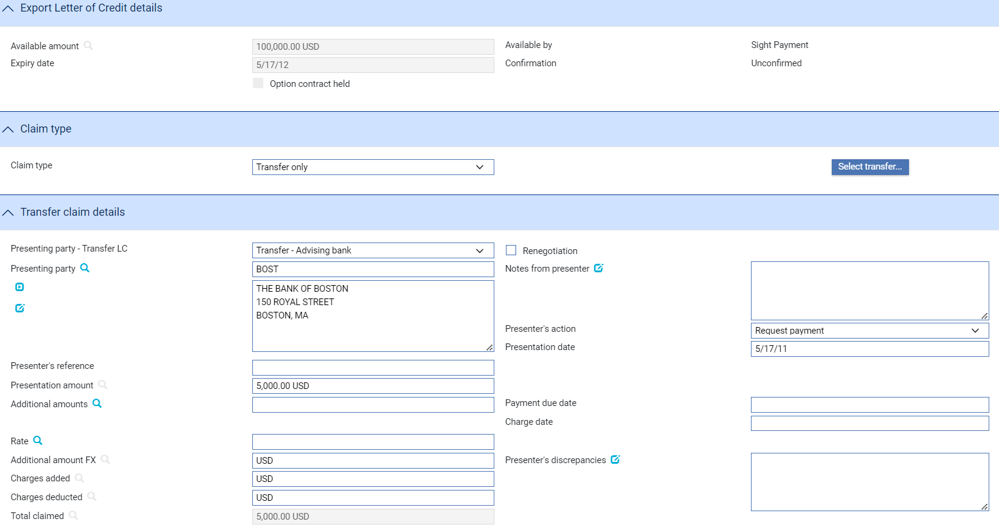 Export Letter of Credit details
Available amount 100,000.00 USD Available by Sight Payment
Expiry date 5/17/12 Confirmation Unconfirmed
Option contract held
Claim type
Claim type Transfer only Select transfer...
Transfer claim details
Presenting party - Transfer LC Transfer - Advising bank Renegotiation
Presenting party BOST Notes from presenter
THE BANK OF BOSTON
150 ROYAL STREET
BOSTON, MA
Presenter's action Request payment
Presentation date 5/17/11
Presenter's reference
Presentation amount 5,000.00 USD
Additional amounts Payment due date
Charge date
Rate
Additional amount FX USD Presenter's discrepancies
Charges added USD
Charges deducted USD
Total claimed 5,000.00 USD